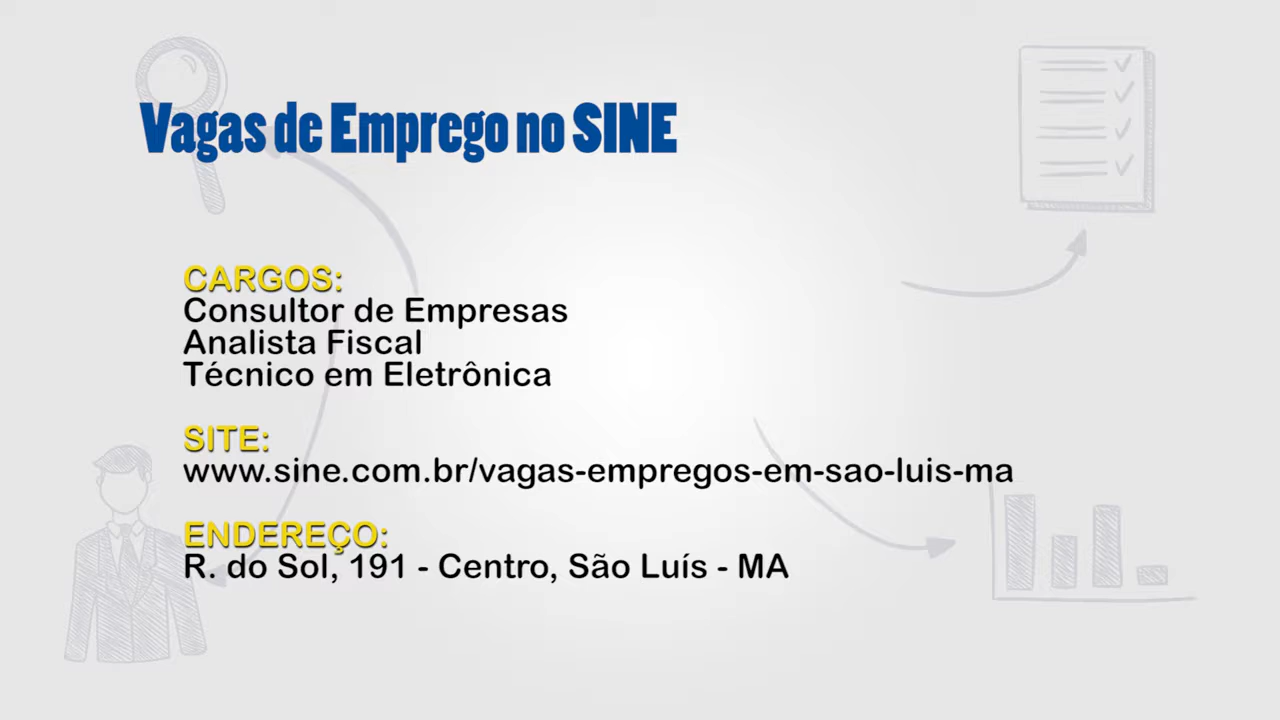 Vagas de Emprego no SINE
CARGOS:
Consultor de Empresas
Analista Fiscal
Técnico em Eletrônica
SITE:
www.sine.com.br/vagas-empregos-em-sao-luis-ma
ENDEREÇO:
R. do Sol, 191 - Centro, São Luís - MA